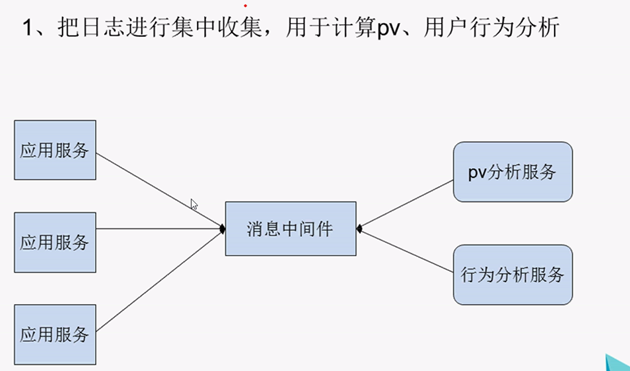 1、把日志进行集中收集，用于计算pv、用户行为分析
应用服务
pv分析服务
应用服务
消息中间件
行为分析服务
应用服务